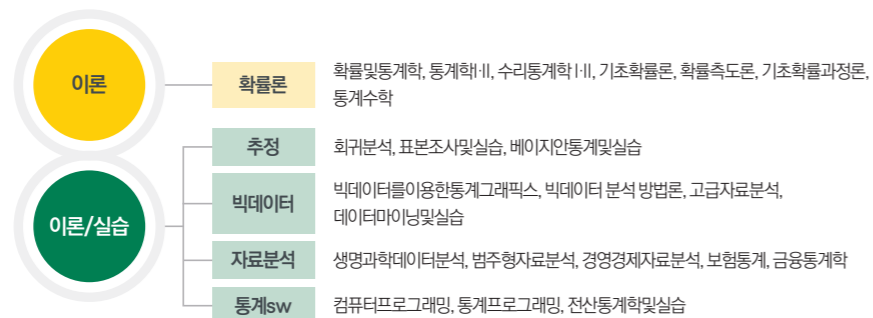 이론
확률론
확률및통계학, 통계학I·II, 수리통계학 I·II, 기초확률론, 확률측도론, 기초확률과정론,
통계수학
이론/실습
추정
회귀분석, 표본조사및실습, 베이지안통계및실습
빅데이터
빅데이터를이용한통계그래픽스, 빅데이터 분석 방법론, 고급자료분석,
데이터마이닝및실습
자료분석
생명과학데이터분석, 범주형자료분석, 경영경제자료분석, 보험통계, 금융통계학
통계sw
컴퓨터프로그래밍, 통계프로그래밍, 전산통계학및실습